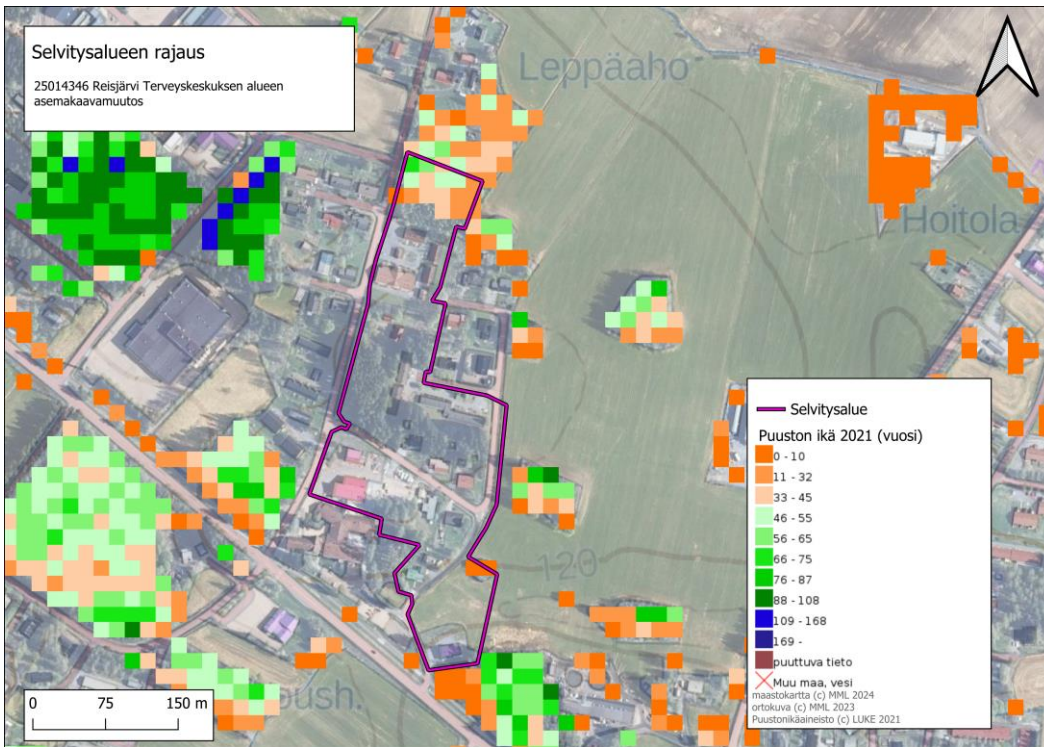 Selvitysalueen rajaus
25014346 Reisjärvi Terveyskeskuksen alueen
asemakaavamuutos
Leppäaho
Hoitola
120
oush.
Selvitysalue
Puuston ikä 2021 (vuosi)
0 - 10
11 - 32
33 - 45
46 - 55
56 - 65
66 - 75
76 - 87
88 - 108
109 - 168
169 -
puuttuva tieto
Muu maa, vesi
maastokartta (c) MML 2024
ortokuva (c) MML 2023
Puustonikäaineisto (c) LUKE 2021
0 75 150 m